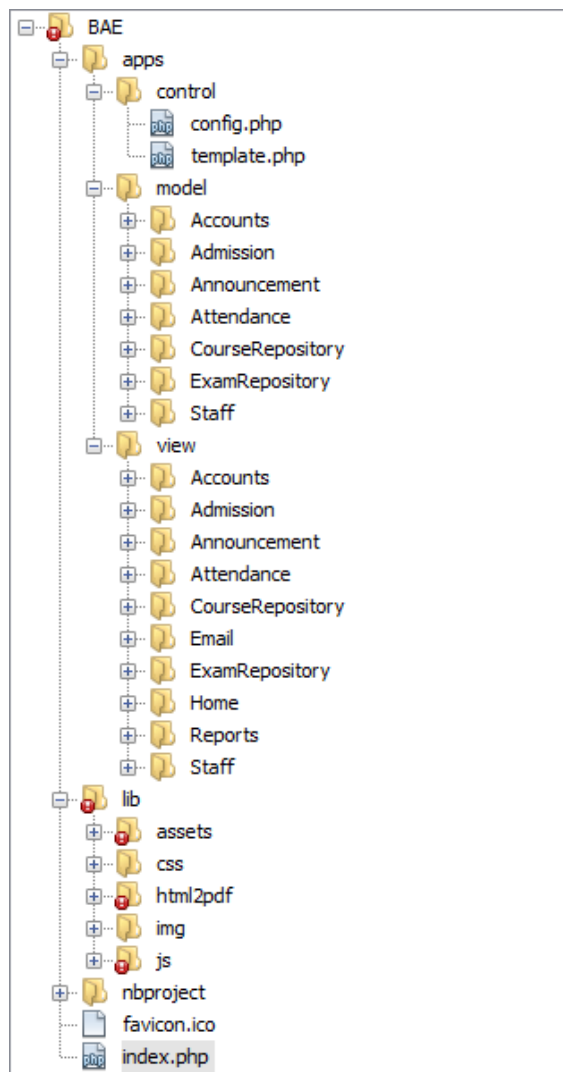 BAE
apps
control
config.php
template.php
model
Accounts
Admission
Announcement
Attendance
CourseRepository
ExamRepository
Staff
view
Accounts
Admission
Announcement
Attendance
CourseRepository
Email
ExamRepository
Home
Reports
Staff
lib
assets
css
html2pdf
img
js
nbproject
favicon.ico
index.php